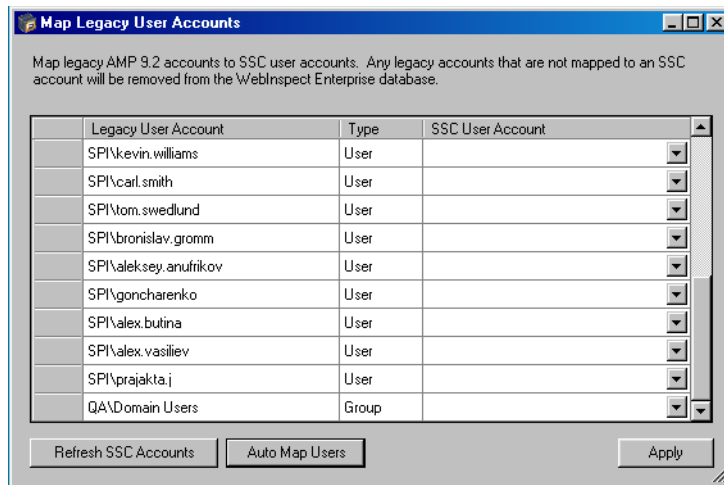 Map Legacy User Accounts
Map legacy AMP 9.2 accounts to SSC user accounts. Any legacy accounts that are not mapped to an SSC
account will be removed from the WebInspect Enterprise database.
Legacy User Account Type SSC User Account
SPI\kevin.williams User
SPI\carl.smith User
SPI\tom.swedlund User
SPI\bronislav.gromm User
SPI\aleksey.anufrikov User
SPI\goncharenko User
SPI\alex.butina User
SPI\alex.vasiliev User
SPI\prajakta.j User
QA\Domain Users Group
Refresh SSC Accounts Auto Map Users Apply